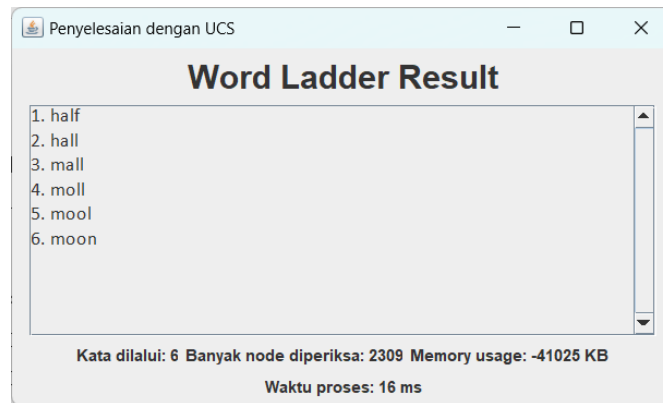 Penyelesaian dengan UCS
Word Ladder Result
1. half
2. hall
3. mall
4. moll
5. mool
6. moon
Kata dilalui: 6 Banyak node diperiksa: 2309 Memory usage: -41025 KB
Waktu proses: 16 ms